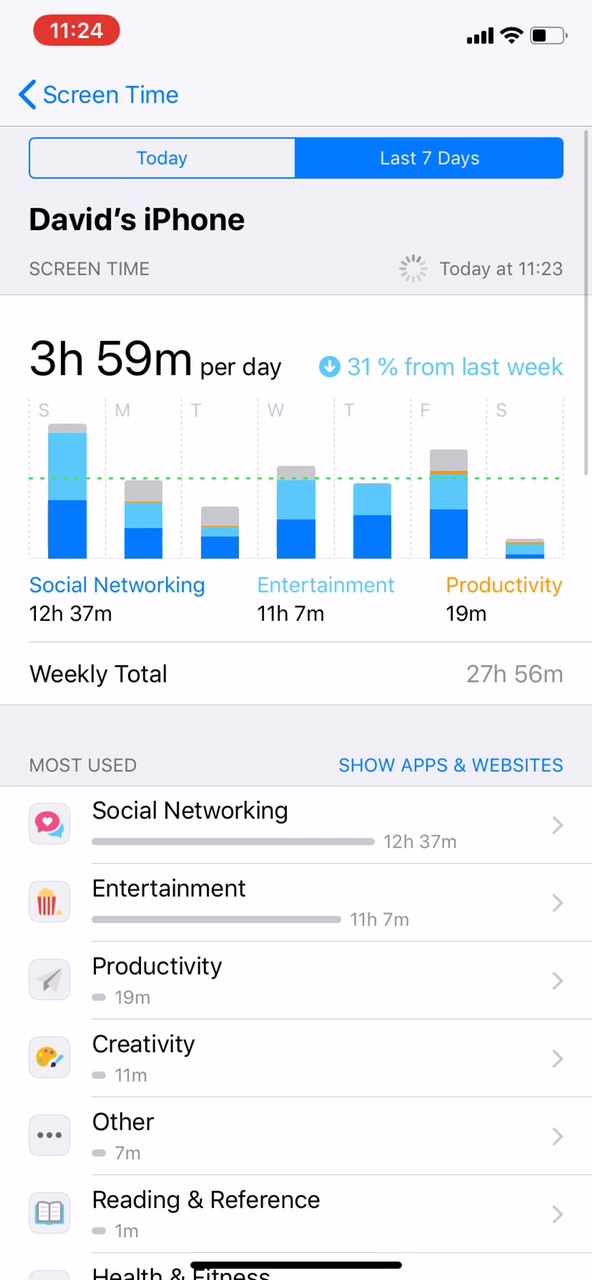 11:24
Screen Time
Today Last 7 Days
David's iPhone
SCREEN TIME Today at 11:23
3h 59m per day 31 % from last week
S M T W T F S
Social Networking Entertainment Productivity
12h 37m 11h 7m 19m
Weekly Total 27h 56m
MOST USED SHOW APPS & WEBSITES
Social Networking
12h 37m
Entertainment
11h 7m
Productivity
19m
Creativity
11m
Other
7m
Reading & Reference
1m
Health & Fitness